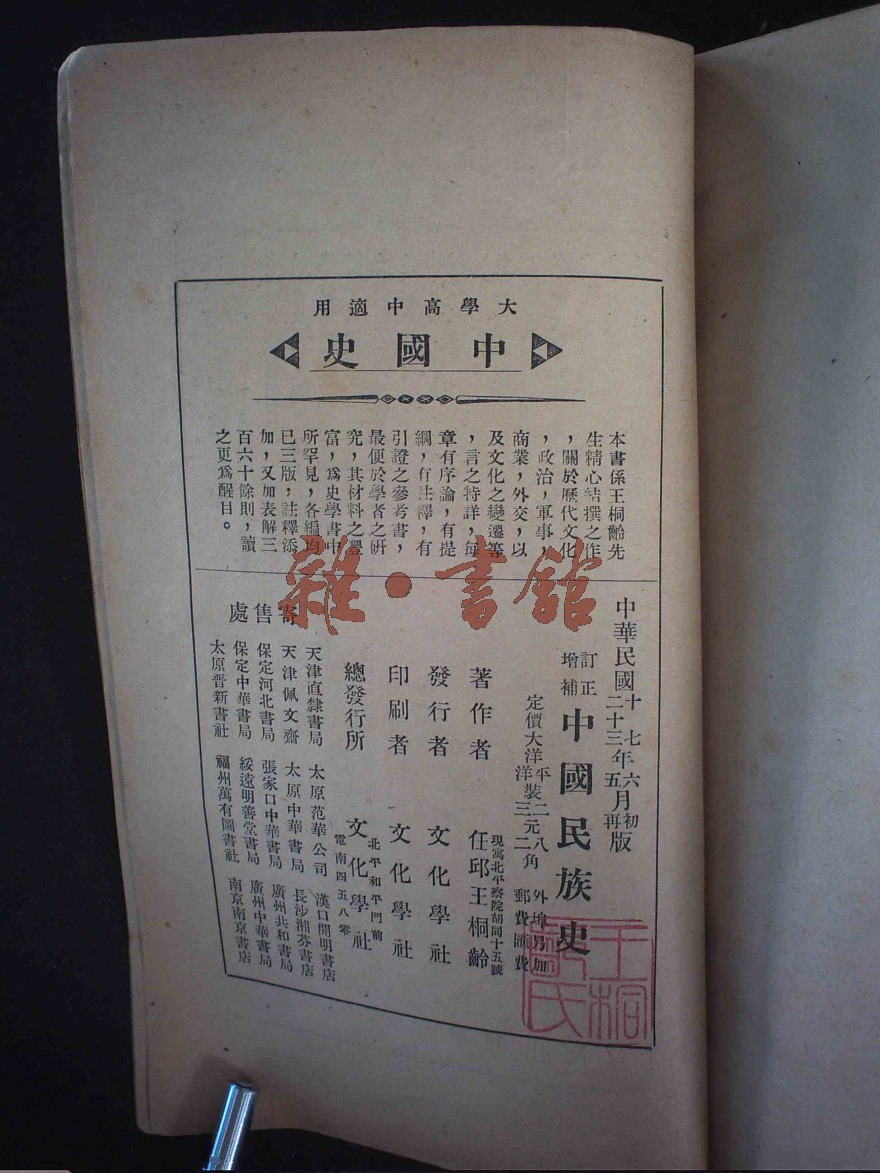 大學高中適用
中國史
本書係王桐齡先
生精心結撰之作
，關於歷代文化
，政治，軍事，
商業，外交，以
及文化之變遷等
，言之特詳，每
章有序論，有提
綱，有註釋，有
引證之參考書，
最便於學者之研
究，其材料之豐
富，爲史學書中
所罕見，各編均
已三版，註釋添
加，又加表解三
百六十餘則，讀
之更爲醒目。
雜·書館
中華民國十七年六月初版
二十三年五月再版
訂正增補中國民族史
定價大洋平裝二元八角
洋裝三元二角
外埠另加
郵費匯費
著作者 任邱王桐齡
現寓北平察院胡同十五號
發行者 文化學社
印刷者 文化學社
總發行所 文化學社
北平和平門前
電南四五八零
寄售處
天津直隸書局 太原范華公司 漢口開明書店
天津佩文齋 太原中華書局 長沙湘芬書店
保定河北書局 張家口中華書局 廣州共和書局
保定中華書局 綏遠明善堂書局 廣州中華書局
太原晉新書社 福州萬有圖書社 南京南京書店
王桐齡氏